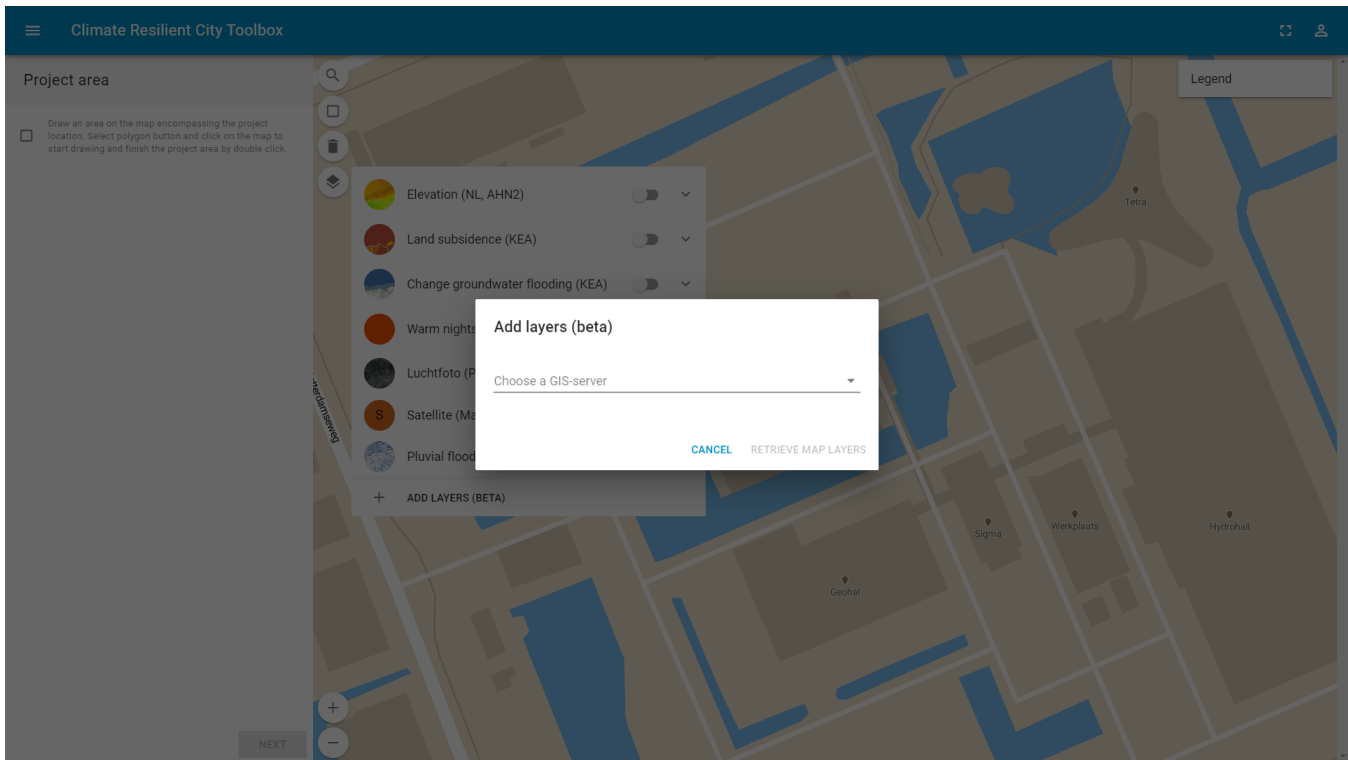 Climate Resilient City Toolbox
Project area
Draw an area on the map encompassing the project
location. Select polygon button and click on the map to
start drawing and finish the project area by double click.
NEXT
Legend
Elevation (NL, AHN2)
Land subsidence (KEA)
Change groundwater flooding (KEA)
Warm nights
Luchtfoto (P
S
Satellite (Ma
Pluvial flood
ADD LAYERS (BETA)
Add layers (beta)
Choose a GIS-server
CANCEL
RETRIEVE MAP LAYERS
Tetra
Sigma
Werkplaats
Hydrohall
Geohal